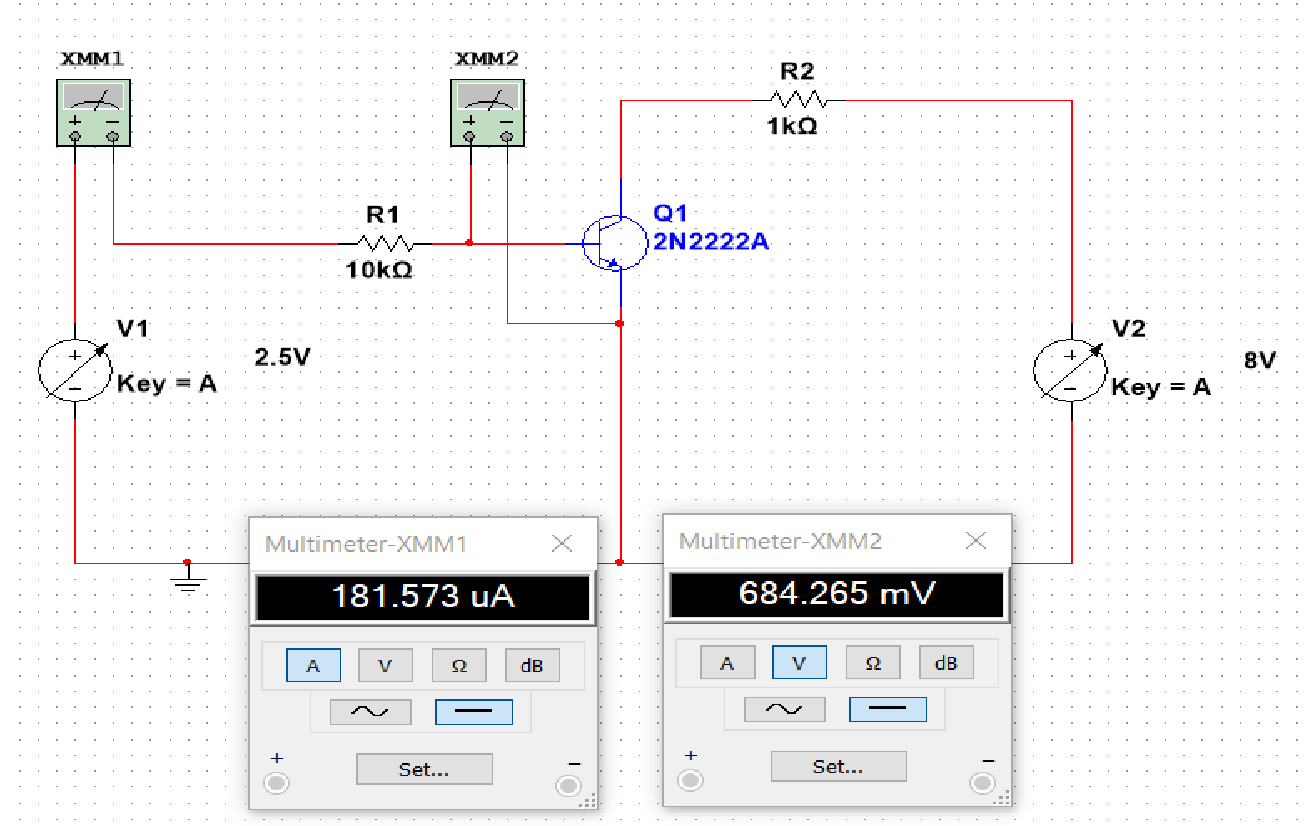 XMM1
XMM2
R2
1kΩ
+ −
+ −
R1
10kΩ
Q1
2N2222A
V1
+
−
Key = A
2.5V
V2
+
−
Key = A
8V
Multimeter-XMM1
181.573 uA
A V Ω dB
+ −
Set...
Multimeter-XMM2
684.265 mV
A V Ω dB
+ −
Set...